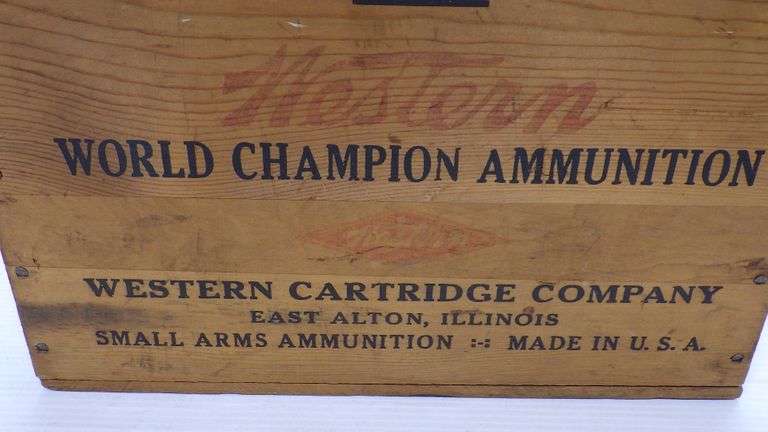 Western
WORLD CHAMPION AMMUNITION
WESTERN CARTRIDGE COMPANY
EAST ALTON, ILLINOIS
SMALL ARMS AMMUNITION :-: MADE IN U. S. A.